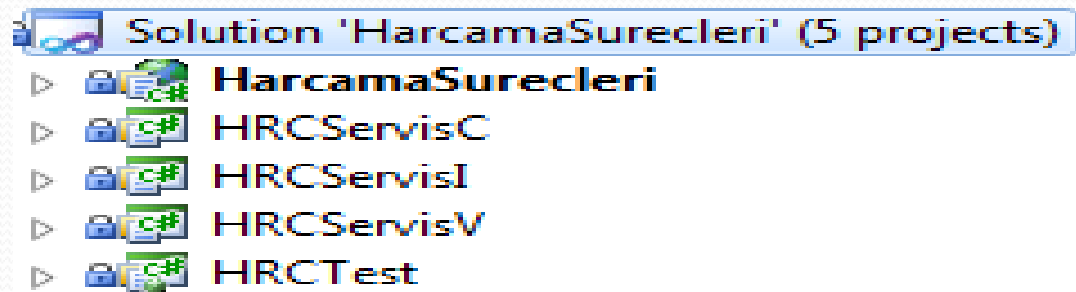 Solution 'HarcamaSurecleri' (5 projects)
HarcamaSurecleri
HRCServisC
HRCServisI
HRCServisV
HRCTest